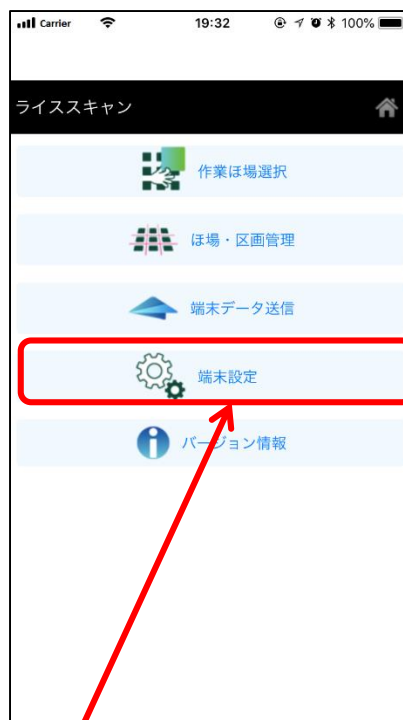 Carrier 19:32 100%
ライススキャン
作業ほ場選択
ほ場・区画管理
端末データ送信
端末設定
バージョン情報